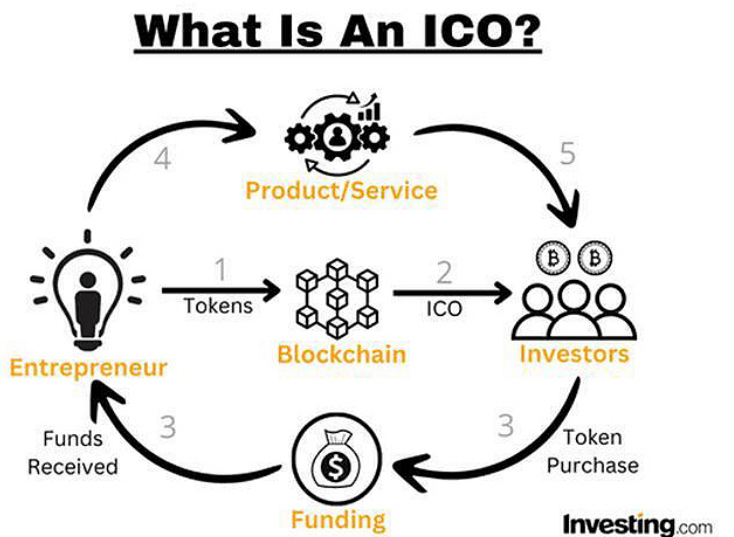 What Is An ICO?
4
5
Product/Service
1
Tokens
2
ICO
Blockchain
Entrepreneur
Investors
3
Funds
Received
3
Token
Purchase
$
Funding
Investing.com